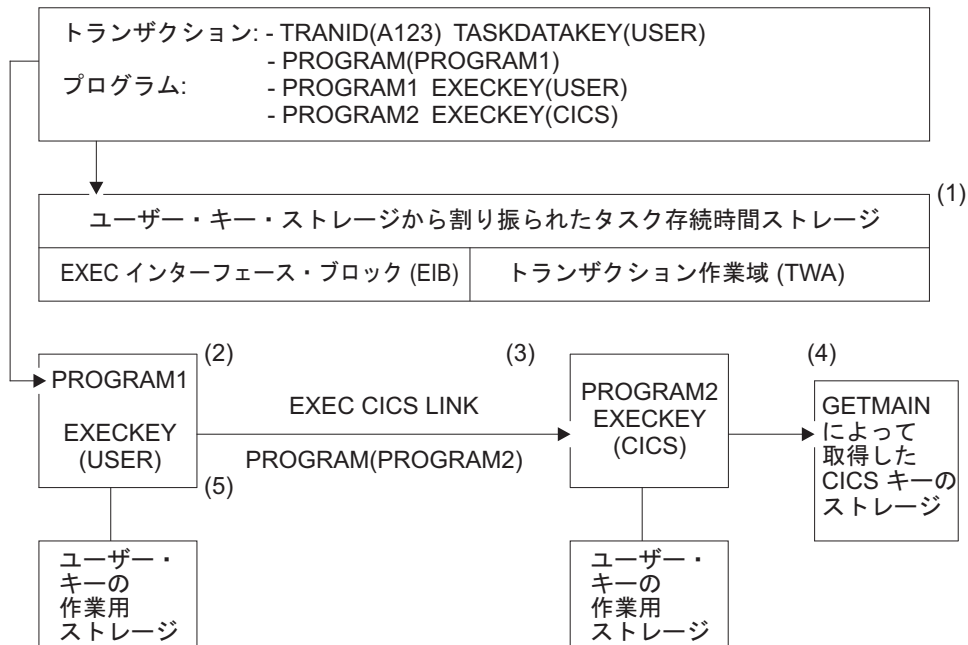 トランザクション: - TRANID(A123) TASKDATAKEY(USER)
- PROGRAM(PROGRAM1)
プログラム: - PROGRAM1 EXECKEY(USER)
- PROGRAM2 EXECKEY(CICS)
(1)
ユーザー・キー・ストレージから割り振られたタスク存続時間ストレージ
EXEC インターフェース・ブロック (EIB)
トランザクション作業域 (TWA)
(2)
PROGRAM1
EXECKEY
(USER)
(5)
EXEC CICS LINK
PROGRAM(PROGRAM2)
(3)
PROGRAM2
EXECKEY
(CICS)
(4)
GETMAIN
によって
取得した
CICS キーの
ストレージ
ユーザー・
キーの
作業用
ストレージ
ユーザー・
キーの
作業用
ストレージ